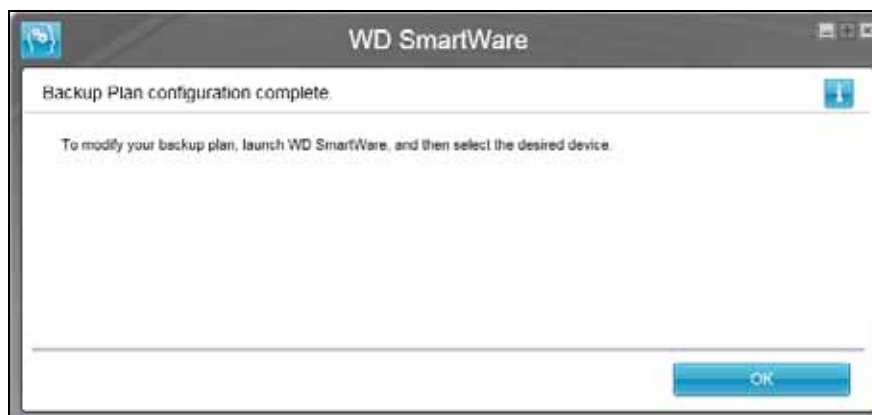 WD SmartWare
Backup Plan configuration complete.
To modify your backup plan, launch WD SmartWare, and then select the desired device.
OK